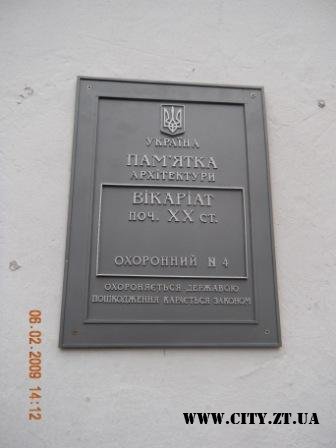 УКРАЇНА
ПАМ'ЯТКА
АРХІТЕКТУРИ
ВІКАРІАТ
ПОЧ. XX СТ.
ОХОРОННИЙ N 4
ОХОРОНЯЄТЬСЯ ДЕРЖАВОЮ
ПОШКОДЖЕННЯ КАРАЄТЬСЯ ЗАКОНОМ
06.02.2009 14:12
WWW.CITY.ZT.UA